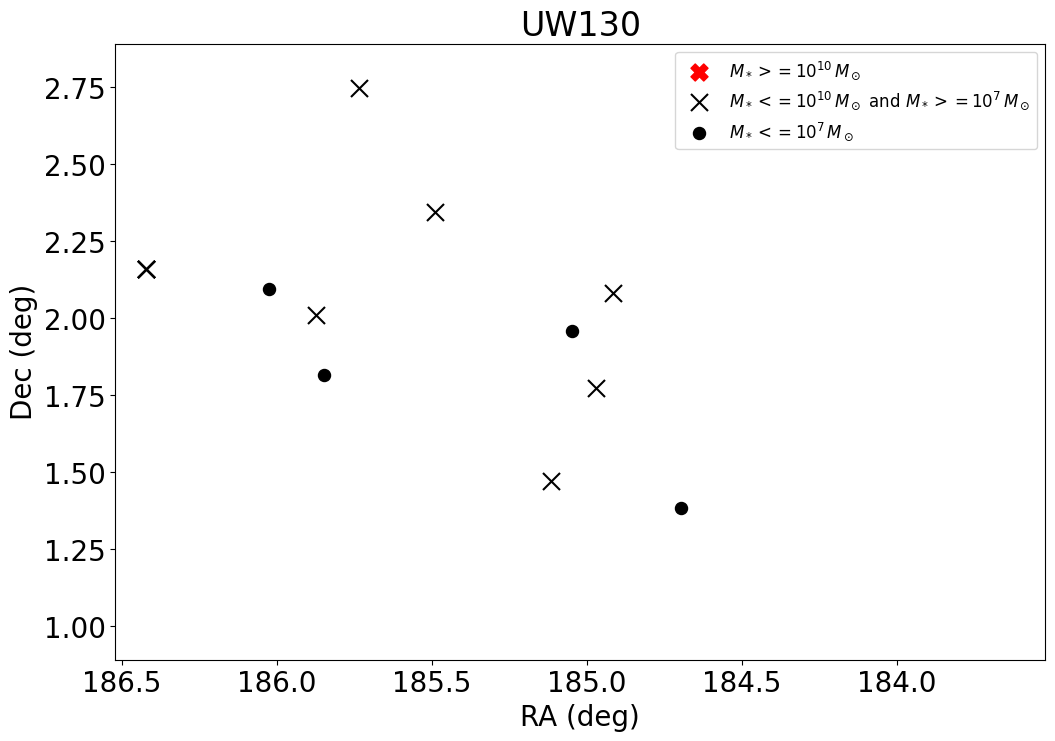 UW130
M* >= 10^10 M⊙
M* <= 10^10 M⊙ and M* >= 10^7 M⊙
M* <= 10^7 M⊙
2.75
2.50
2.25
2.00
1.75
1.50
1.25
1.00
Dec (deg)
186.5 186.0 185.5 185.0 184.5 184.0
RA (deg)